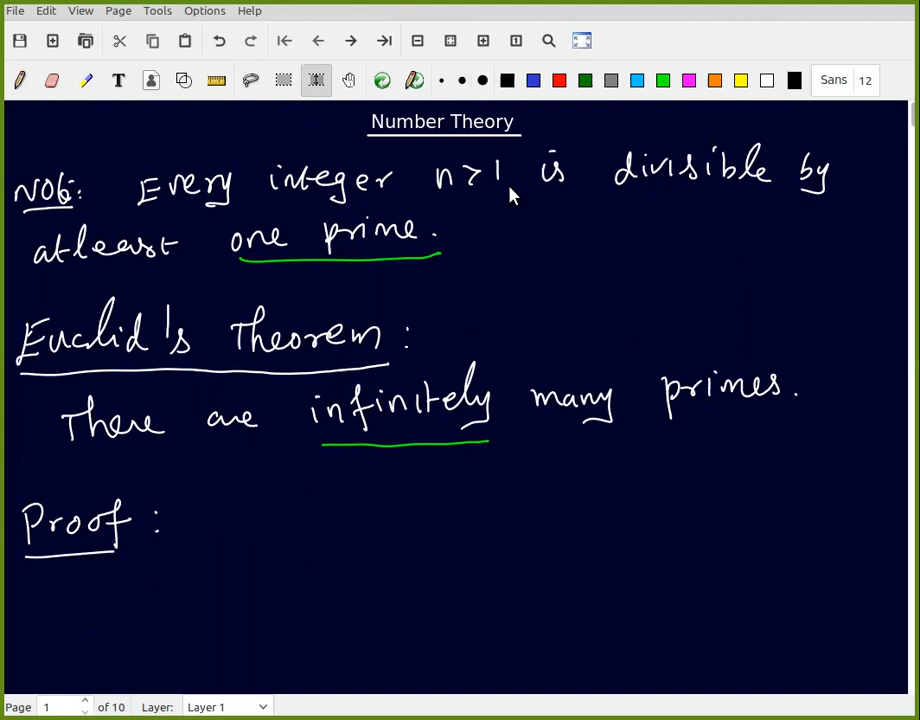 File Edit View Page Tools Options Help
Sans 12
Number Theory
NOTE: Every integer n > 1 is divisible by
atleast one prime.
Euclid's Theorem:
There are infinitely many primes.
Proof:
Page 1 of 10 Layer: Layer 1